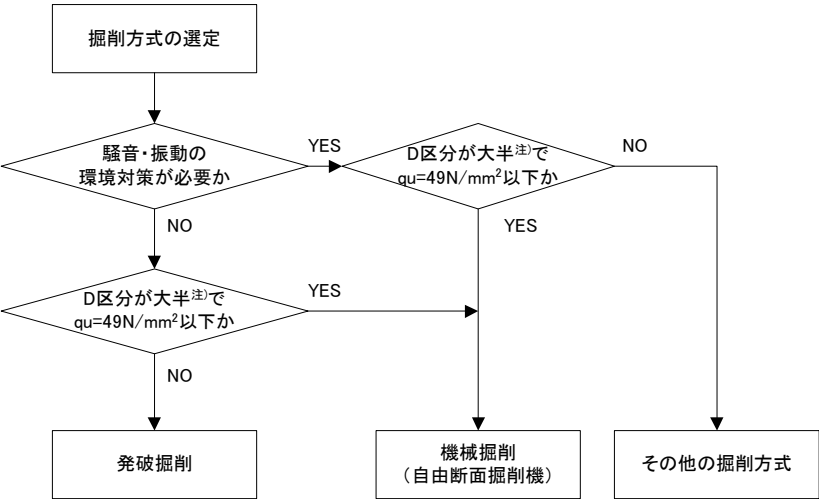 掘削方式の選定
騒音・振動の
環境対策が必要か
YES
D区分が大半注)で
qu=49N/mm²以下か
NO
NO
YES
D区分が大半注)で
qu=49N/mm²以下か
YES
NO
発破掘削
機械掘削
（自由断面掘削機）
その他の掘削方式